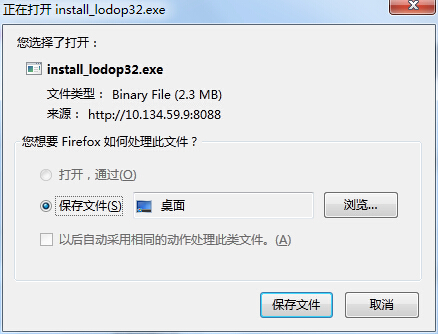 正在打开 install_lodop32.exe
您选择了打开：
install_lodop32.exe
文件类型： Binary File (2.3 MB)
来源： http://10.134.59.9:8088
您想要 Firefox 如何处理此文件？
打开，通过(O)
保存文件(S) 桌面 浏览...
以后自动采用相同的动作处理此类文件。(A)
保存文件 取消